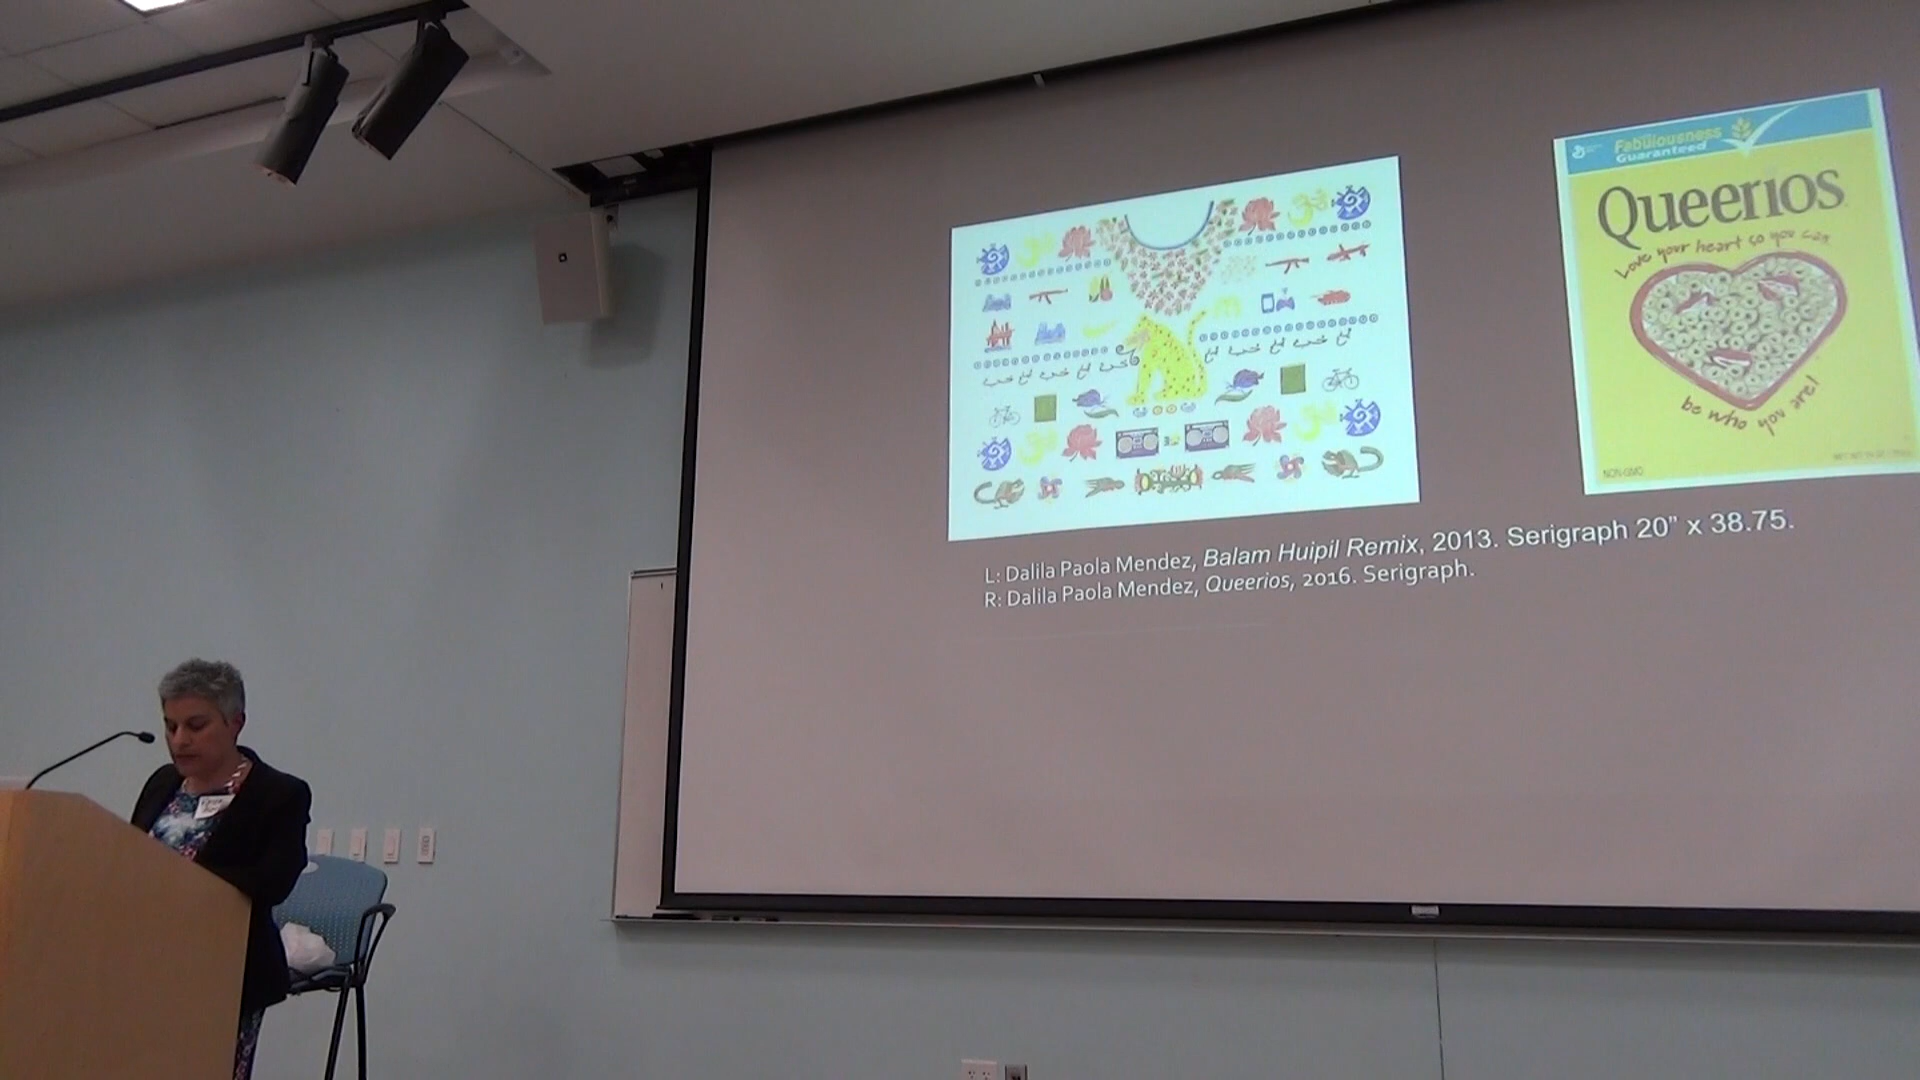 Fabulousness
Guaranteed
Queerios
Love your heart so you can
be who you are!
NON-GMO
L: Dalila Paola Mendez, Balam Huipil Remix, 2013. Serigraph 20” x 38.75.
R: Dalila Paola Mendez, Queerios, 2016. Serigraph.